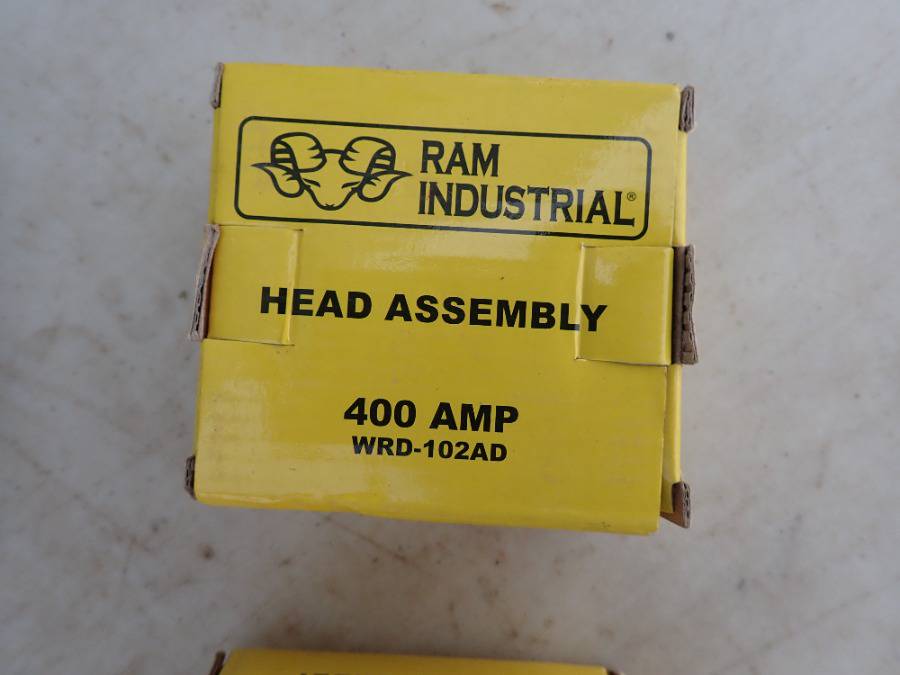 RAM
INDUSTRIAL®
HEAD ASSEMBLY
400 AMP
WRD-102AD